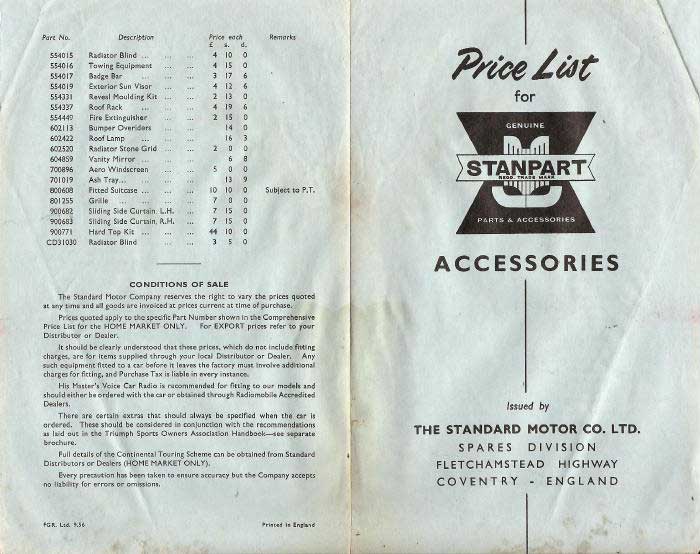 Part No. Description Price each Remarks
£ s. d.
554015 Radiator Blind ... ... ... 4 10 0
554016 Towing Equipment ... ... 4 15 0
554017 Badge Bar ... ... ... 3 17 6
554019 Exterior Sun Visor ... ... 4 12 6
554331 Reveal Moulding Kit ... ... 2 13 0
554337 Roof Rack ... ... ... 4 19 6
554449 Fire Extinguisher ... ... 2 15 0
602113 Bumper Overiders ... ... 14 0
602422 Roof Lamp ... ... ... 16 3
602520 Radiator Stone Grid ... ... 2 0 0
604859 Vanity Mirror ... ... ... 6 8
700896 Aero Windscreen ... ... 5 0 0
701019 Ash Tray... ... ... ... 13 9
800608 Fitted Suitcase ... ... ... 10 10 0 Subject to P.T.
801255 Grille ... ... ... ... 7 0 0
900682 Sliding Side Curtain, L.H. ... ... 7 15 0
900683 Sliding Side Curtain, R.H. ... ... 7 15 0
900771 Hard Top Kit ... ... ... 44 10 0
CD31030 Radiator Blind ... ... 3 5 0
CONDITIONS OF SALE
The Standard Motor Company reserves the right to vary the prices quoted
at any time and all goods are invoiced at prices current at time of purchase.
Prices quoted apply to the specific Part Number shown in the Comprehensive
Price List for the HOME MARKET ONLY. For EXPORT prices refer to your
Distributor or Dealer.
It should be clearly understood that these prices, which do not include fitting
charges, are for items supplied through your local Distributor or Dealer. Any
such equipment fitted to a car before it leaves the factory must involve additional
charges for fitting, and Purchase Tax is liable in every instance.
His Master's Voice Car Radio is recommended for fitting to our models and
should either be ordered with the car or obtained through Radiomobile Accredited
Dealers.
There are certain extras that should always be specified when the car is
ordered. These should be considered in conjunction with the recommendations
as laid out in the Triumph Sports Owners Association Handbook—see separate
brochure.
Full details of the Continental Touring Scheme can be obtained from Standard
Distributors or Dealers (HOME MARKET ONLY).
Every precaution has been taken to ensure accuracy but the Company accepts
no liability for errors or omissions.
FGR. Ltd. 9.56 Printed in England
Price List
for
GENUINE
STANPART
REGD. TRADE MARK
PARTS & ACCESSORIES
ACCESSORIES
Issued by
THE STANDARD MOTOR CO. LTD.
SPARES DIVISION
FLETCHAMSTEAD HIGHWAY
COVENTRY - ENGLAND